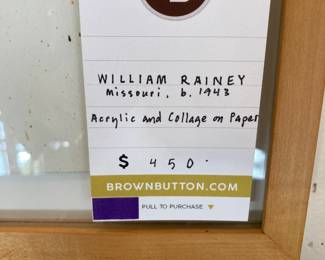 WILLIAM RAINEY
Missouri, b. 1943
Acrylic and Collage on Paper
$ 450.
BROWNBUTTON.COM
PULL TO PURCHASE